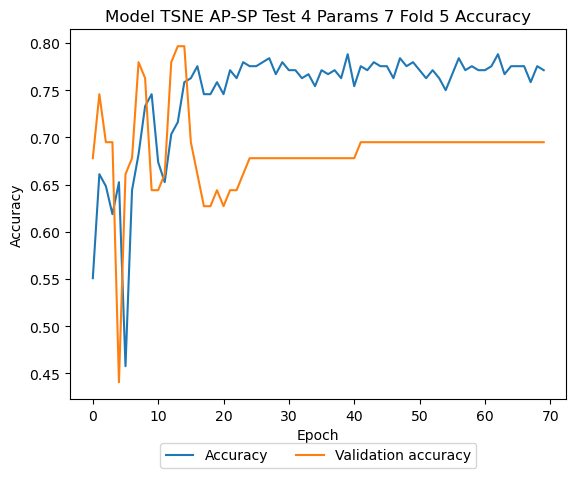 Model TSNE AP-SP Test 4 Params 7 Fold 5 Accuracy
0.80
0.75
0.70
0.65
0.60
0.55
0.50
0.45
Accuracy
0 10 20 30 40 50 60 70
Epoch
Accuracy Validation accuracy